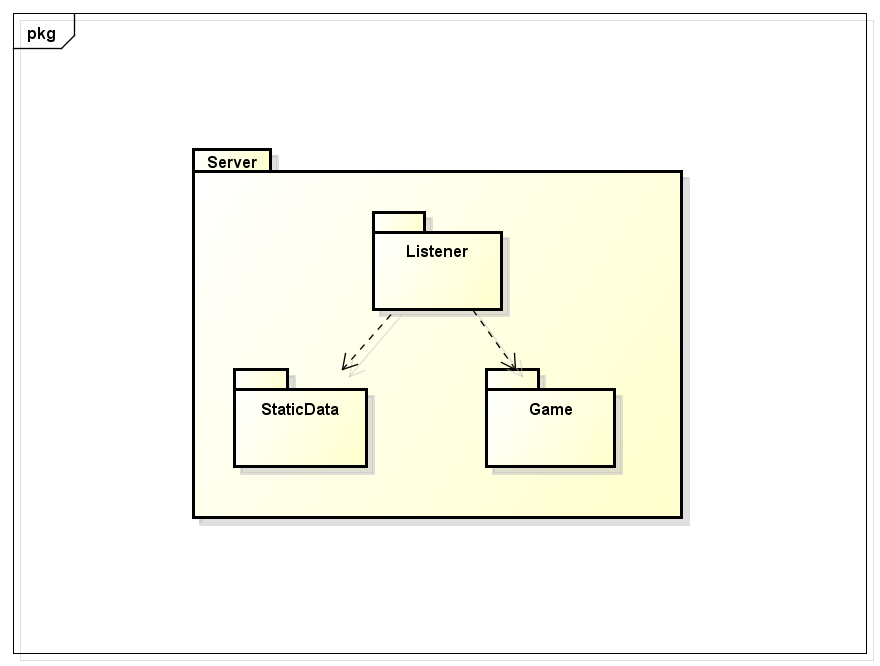 pkg
Server
Listener
StaticData
Game